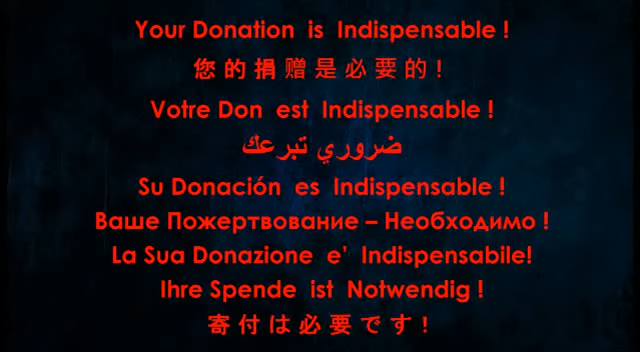 Your Donation is Indispensable !
您 的 捐 赠 是 必 要 的 !
Votre Don est Indispensable !
ضروري تبرعك
Su Donación es Indispensable !
Ваше Пожертвование – Необходимо !
La Sua Donazione e' Indispensabile!
Ihre Spende ist Notwendig !
寄 付 は 必 要 で す !